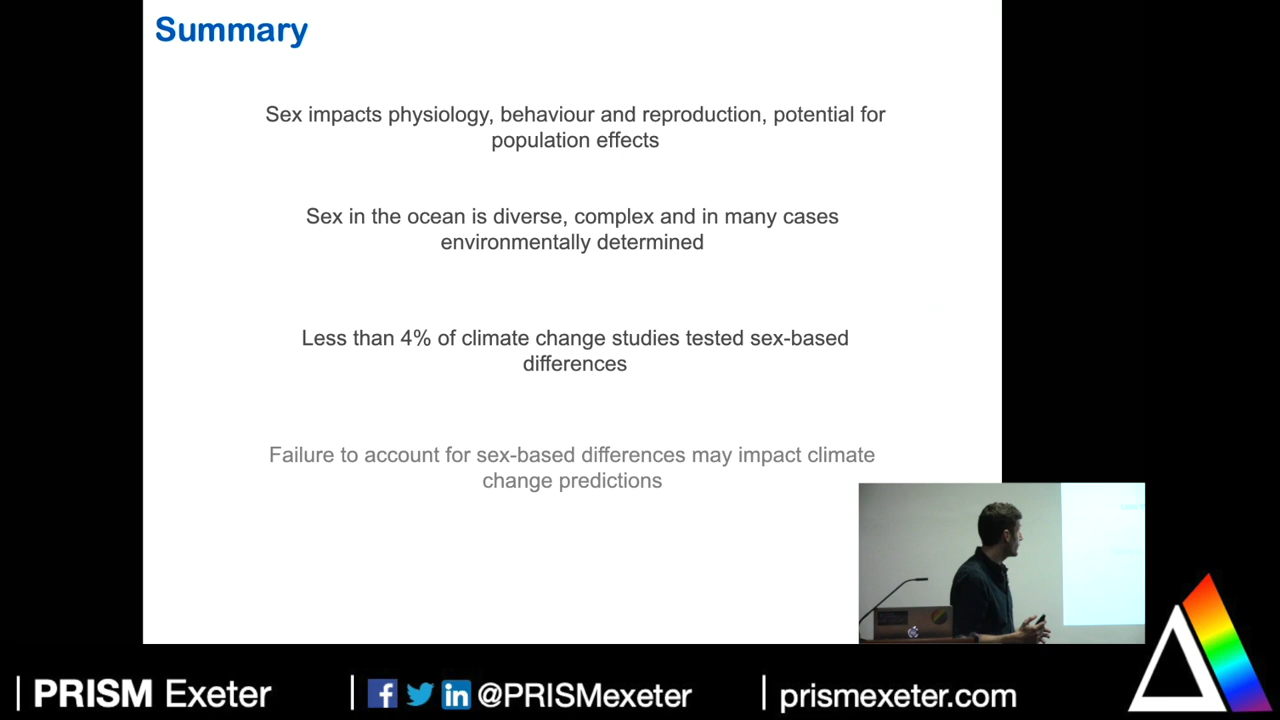 Summary
Sex impacts physiology, behaviour and reproduction, potential for
population effects
Sex in the ocean is diverse, complex and in many cases
environmentally determined
Less than 4% of climate change studies tested sex-based
differences
Failure to account for sex-based differences may impact climate
change predictions
| PRISM Exeter
| @PRISMexeter
| prismexeter.com